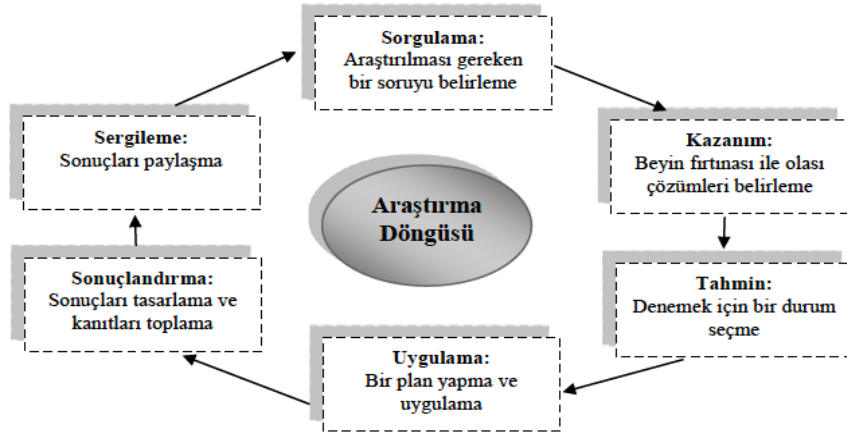 Sorgulama:
Araştırılması gereken
bir soruyu belirleme
Kazanım:
Beyin fırtınası ile olası
çözümleri belirleme
Tahmin:
Denemek için bir durum
seçme
Uygulama:
Bir plan yapma ve
uygulama
Sonuçlandırma:
Sonuçları tasarlama ve
kanıtları toplama
Sergileme:
Sonuçları paylaşma
Araştırma
Döngüsü